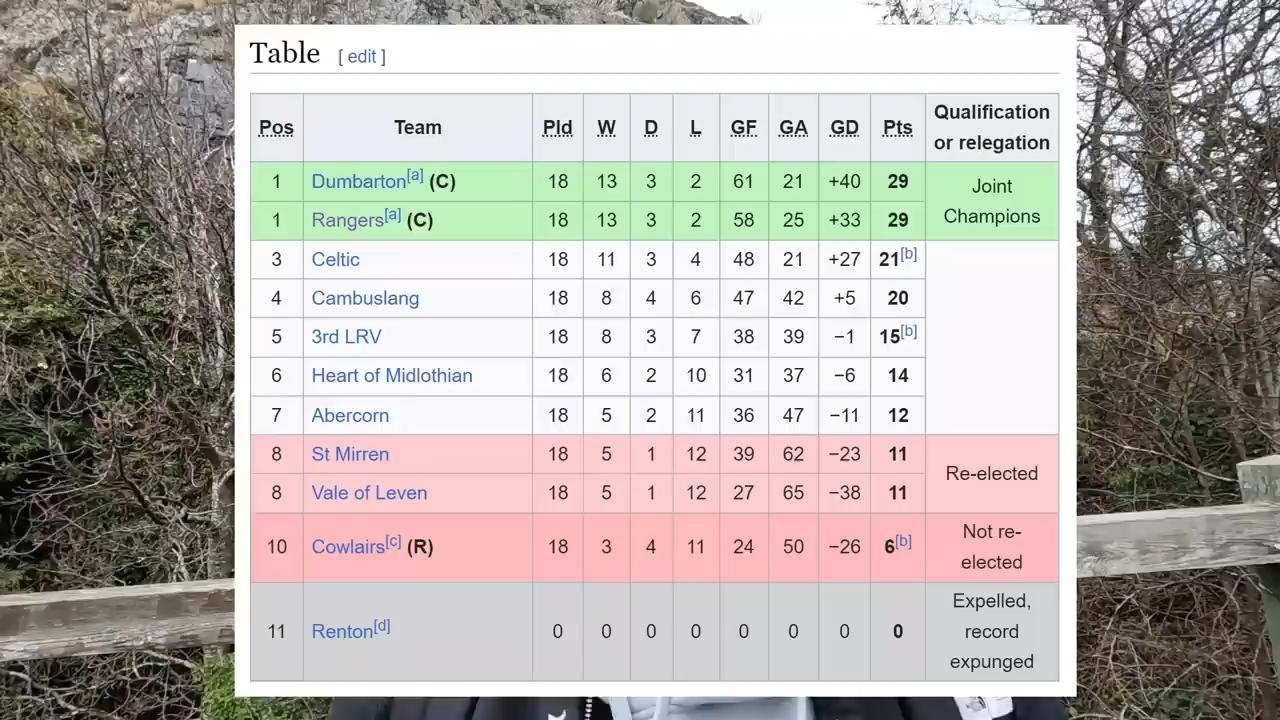 Table [ edit ]
Pos Team Pld W D L GF GA GD Pts Qualification or relegation
1 Dumbarton[a] (C) 18 13 3 2 61 21 +40 29 Joint Champions
1 Rangers[a] (C) 18 13 3 2 58 25 +33 29
3 Celtic 18 11 3 4 48 21 +27 21[b]
4 Cambuslang 18 8 4 6 47 42 +5 20
5 3rd LRV 18 8 3 7 38 39 −1 15[b]
6 Heart of Midlothian 18 6 2 10 31 37 −6 14
7 Abercorn 18 5 2 11 36 47 −11 12
8 St Mirren 18 5 1 12 39 62 −23 11 Re-elected
8 Vale of Leven 18 5 1 12 27 65 −38 11
10 Cowlairs[c] (R) 18 3 4 11 24 50 −26 6[b] Not re-elected
11 Renton[d] 0 0 0 0 0 0 0 0 Expelled, record expunged